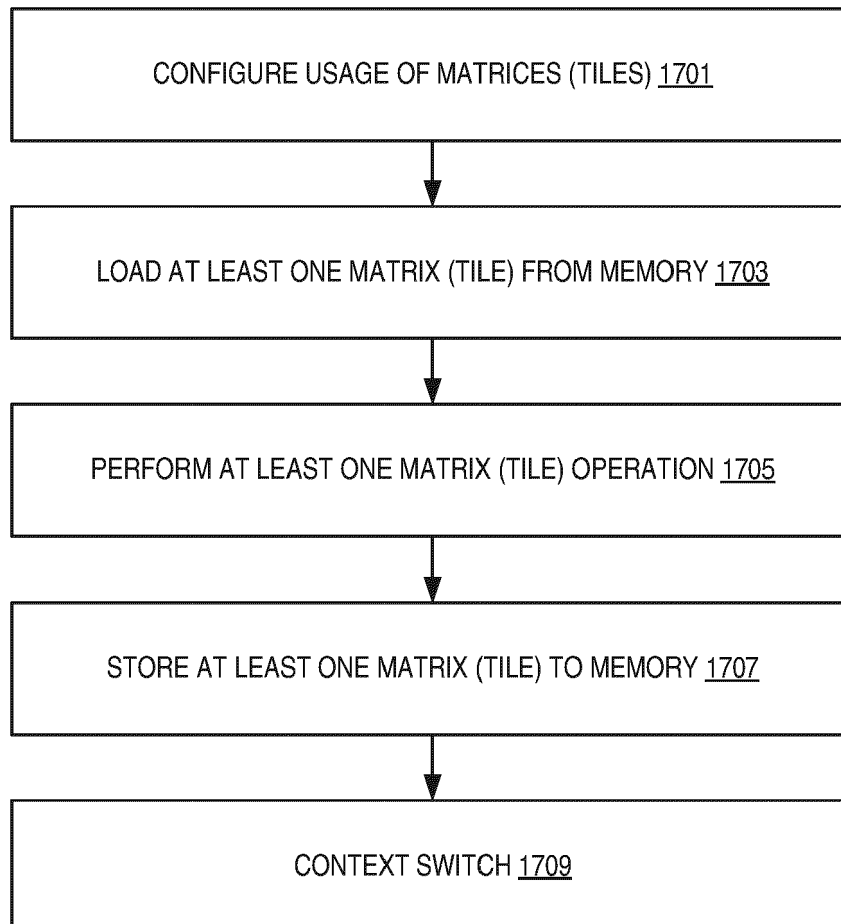 CONFIGURE USAGE OF MATRICES (TILES) 1701
LOAD AT LEAST ONE MATRIX (TILE) FROM MEMORY 1703
PERFORM AT LEAST ONE MATRIX (TILE) OPERATION 1705
STORE AT LEAST ONE MATRIX (TILE) TO MEMORY 1707
CONTEXT SWITCH 1709